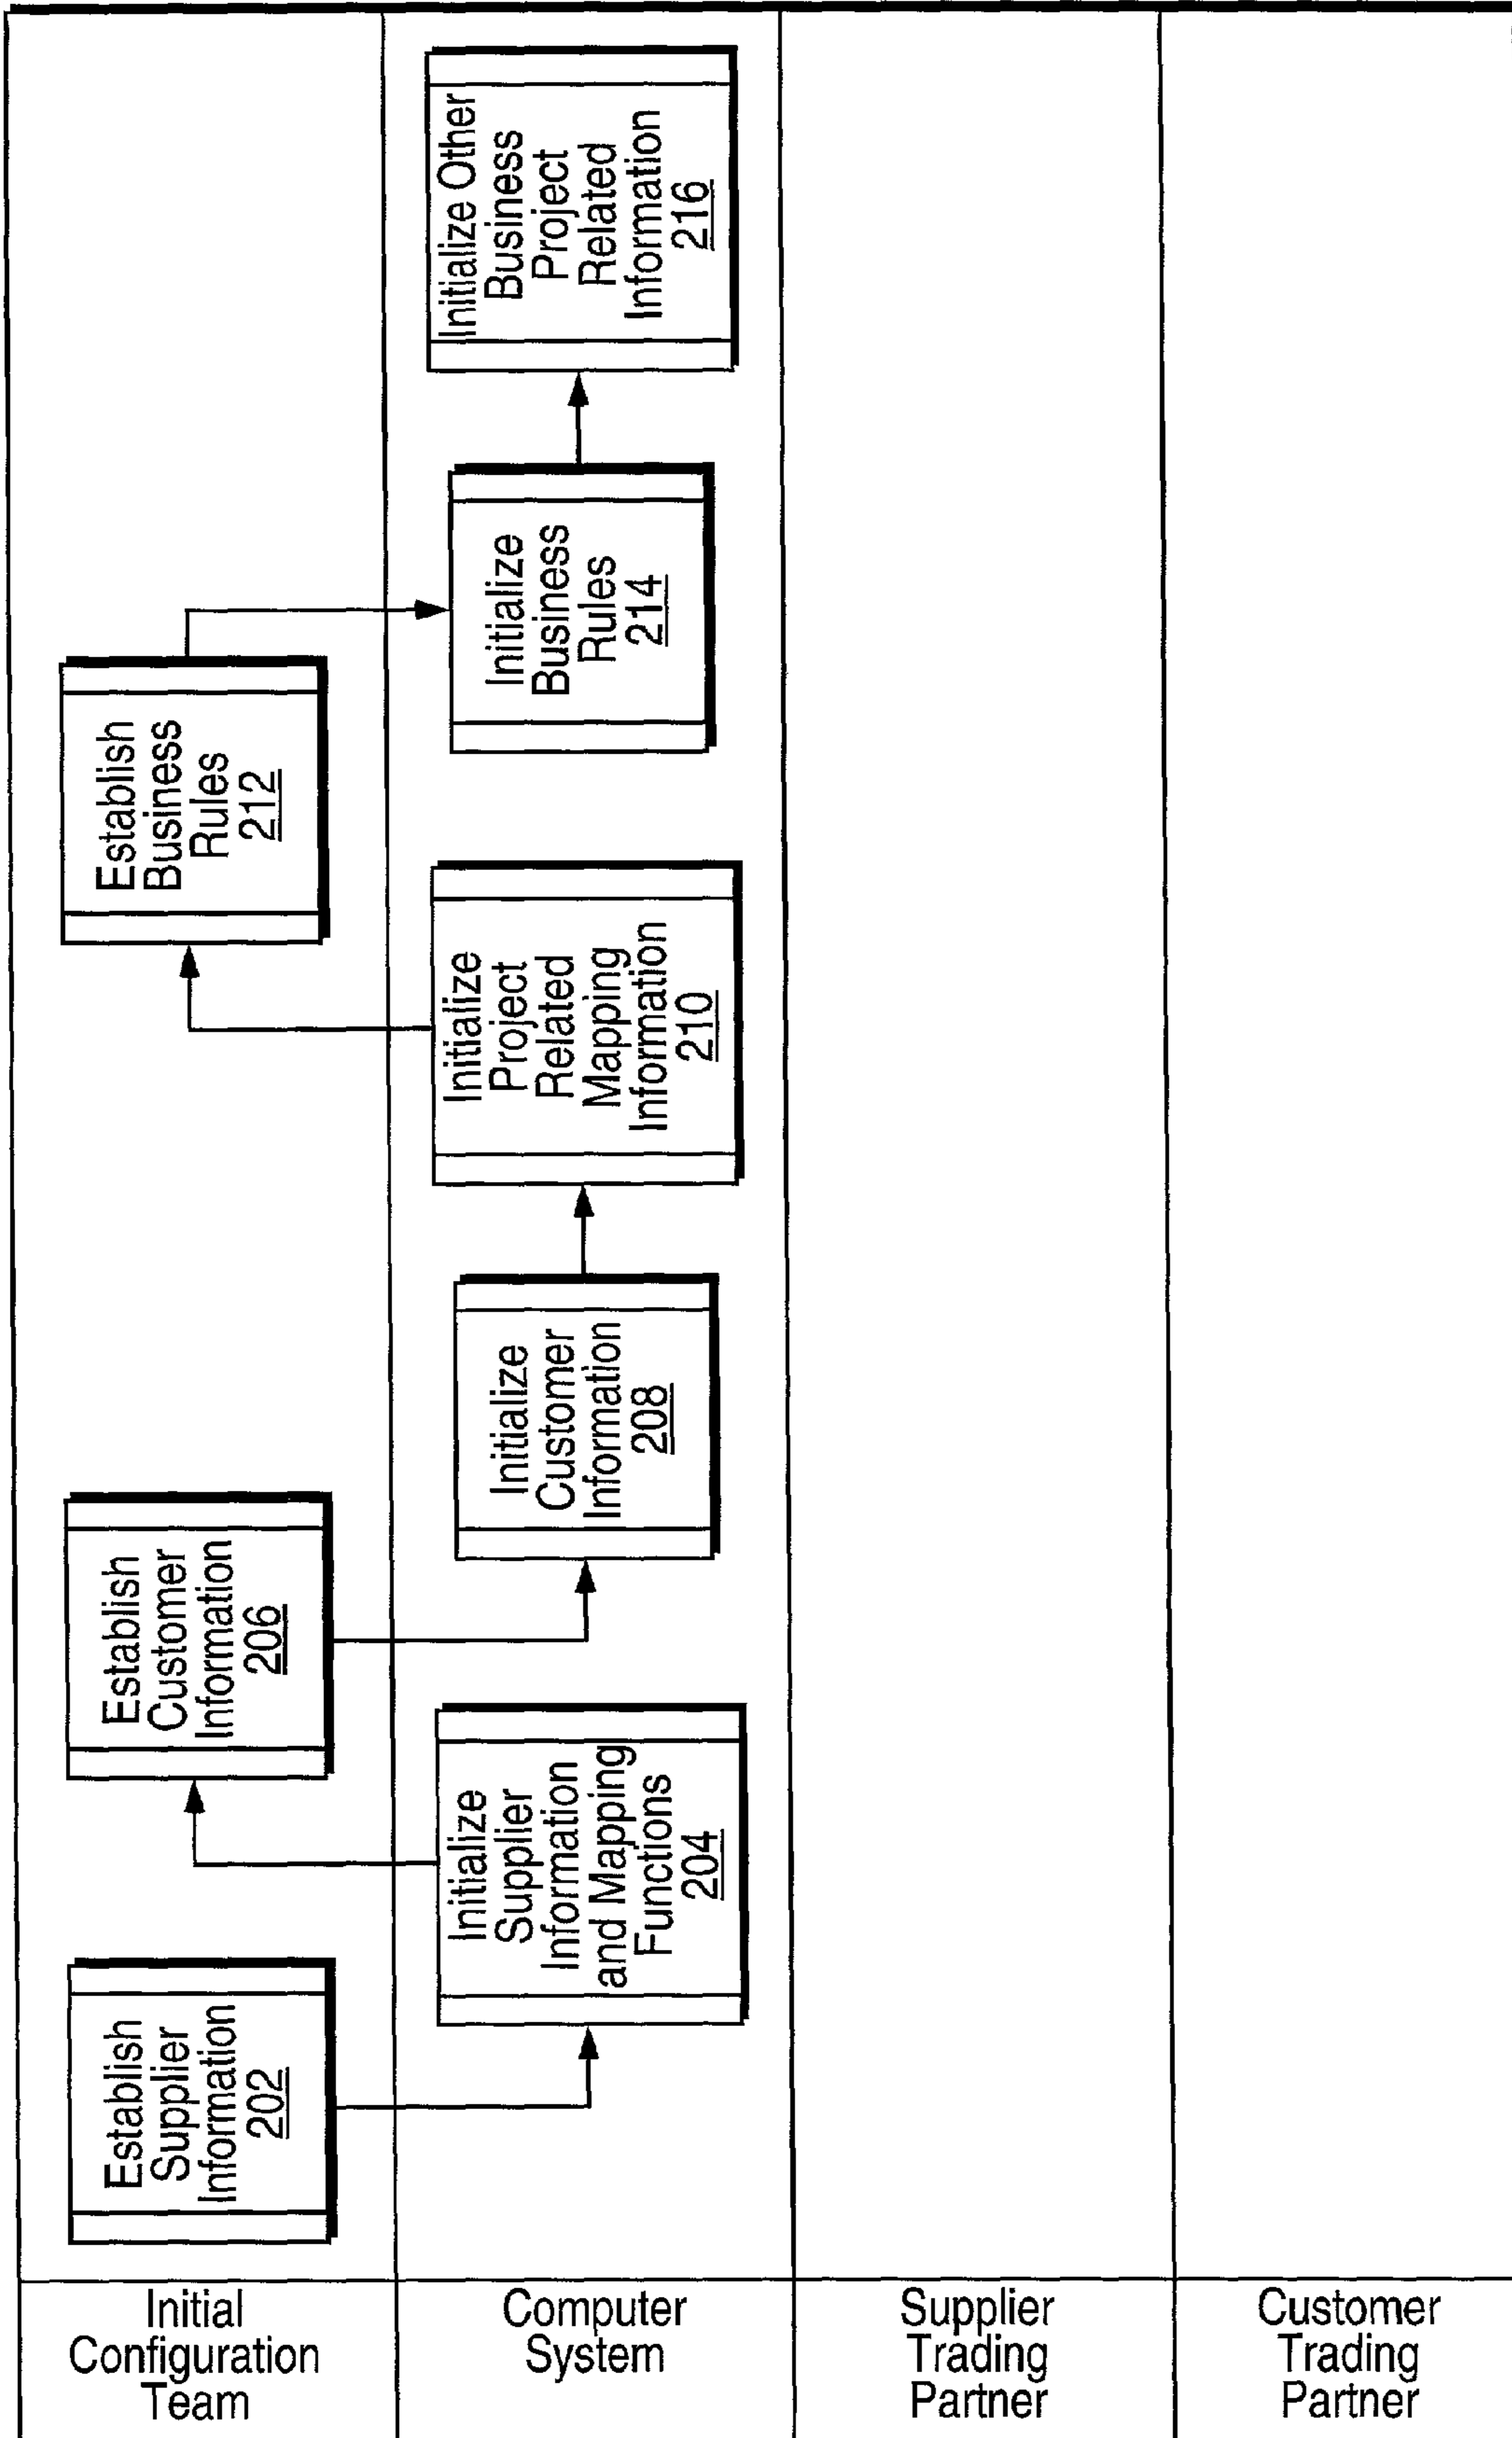 Establish
Supplier
Information
202
Initialize
Supplier
Information
and Mapping
Functions
204
Establish
Customer
Information
206
Initialize
Customer
Information
208
Initialize
Project
Related
Mapping
Information
210
Establish
Business
Rules
212
Initialize
Business
Rules
214
Initialize Other
Business
Project
Related
Information
216
Initial
Configuration
Team
Computer
System
Supplier
Trading
Partner
Customer
Trading
Partner